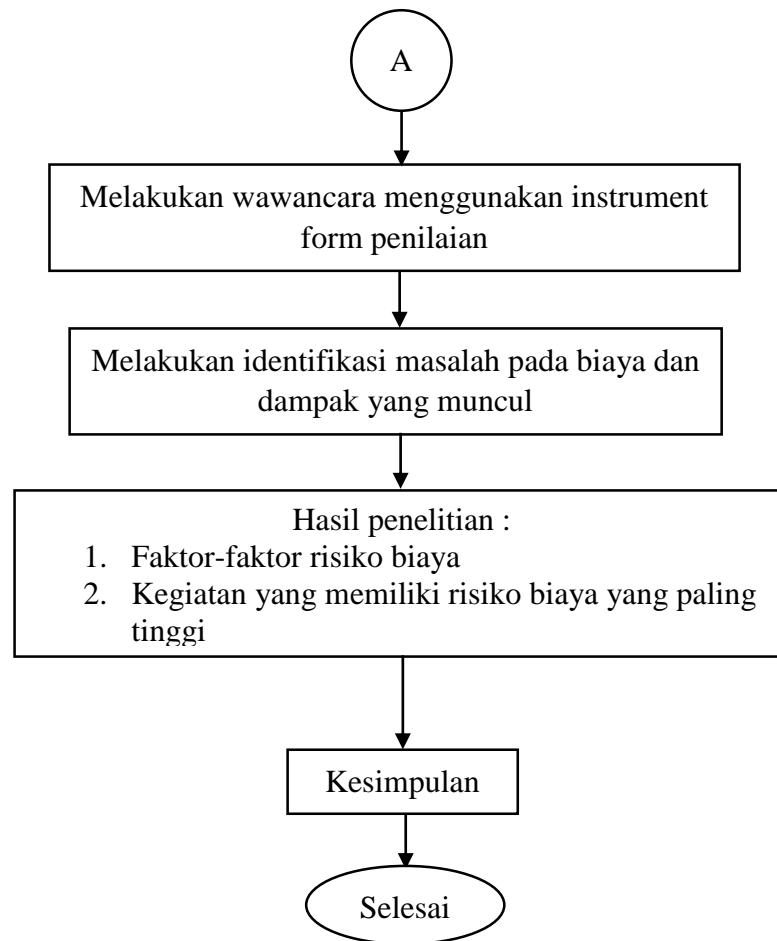 A
Melakukan wawancara menggunakan instrument
form penilaian
Melakukan identifikasi masalah pada biaya dan
dampak yang muncul
Hasil penelitian :
1. Faktor-faktor risiko biaya
2. Kegiatan yang memiliki risiko biaya yang paling
tinggi
Kesimpulan
Selesai